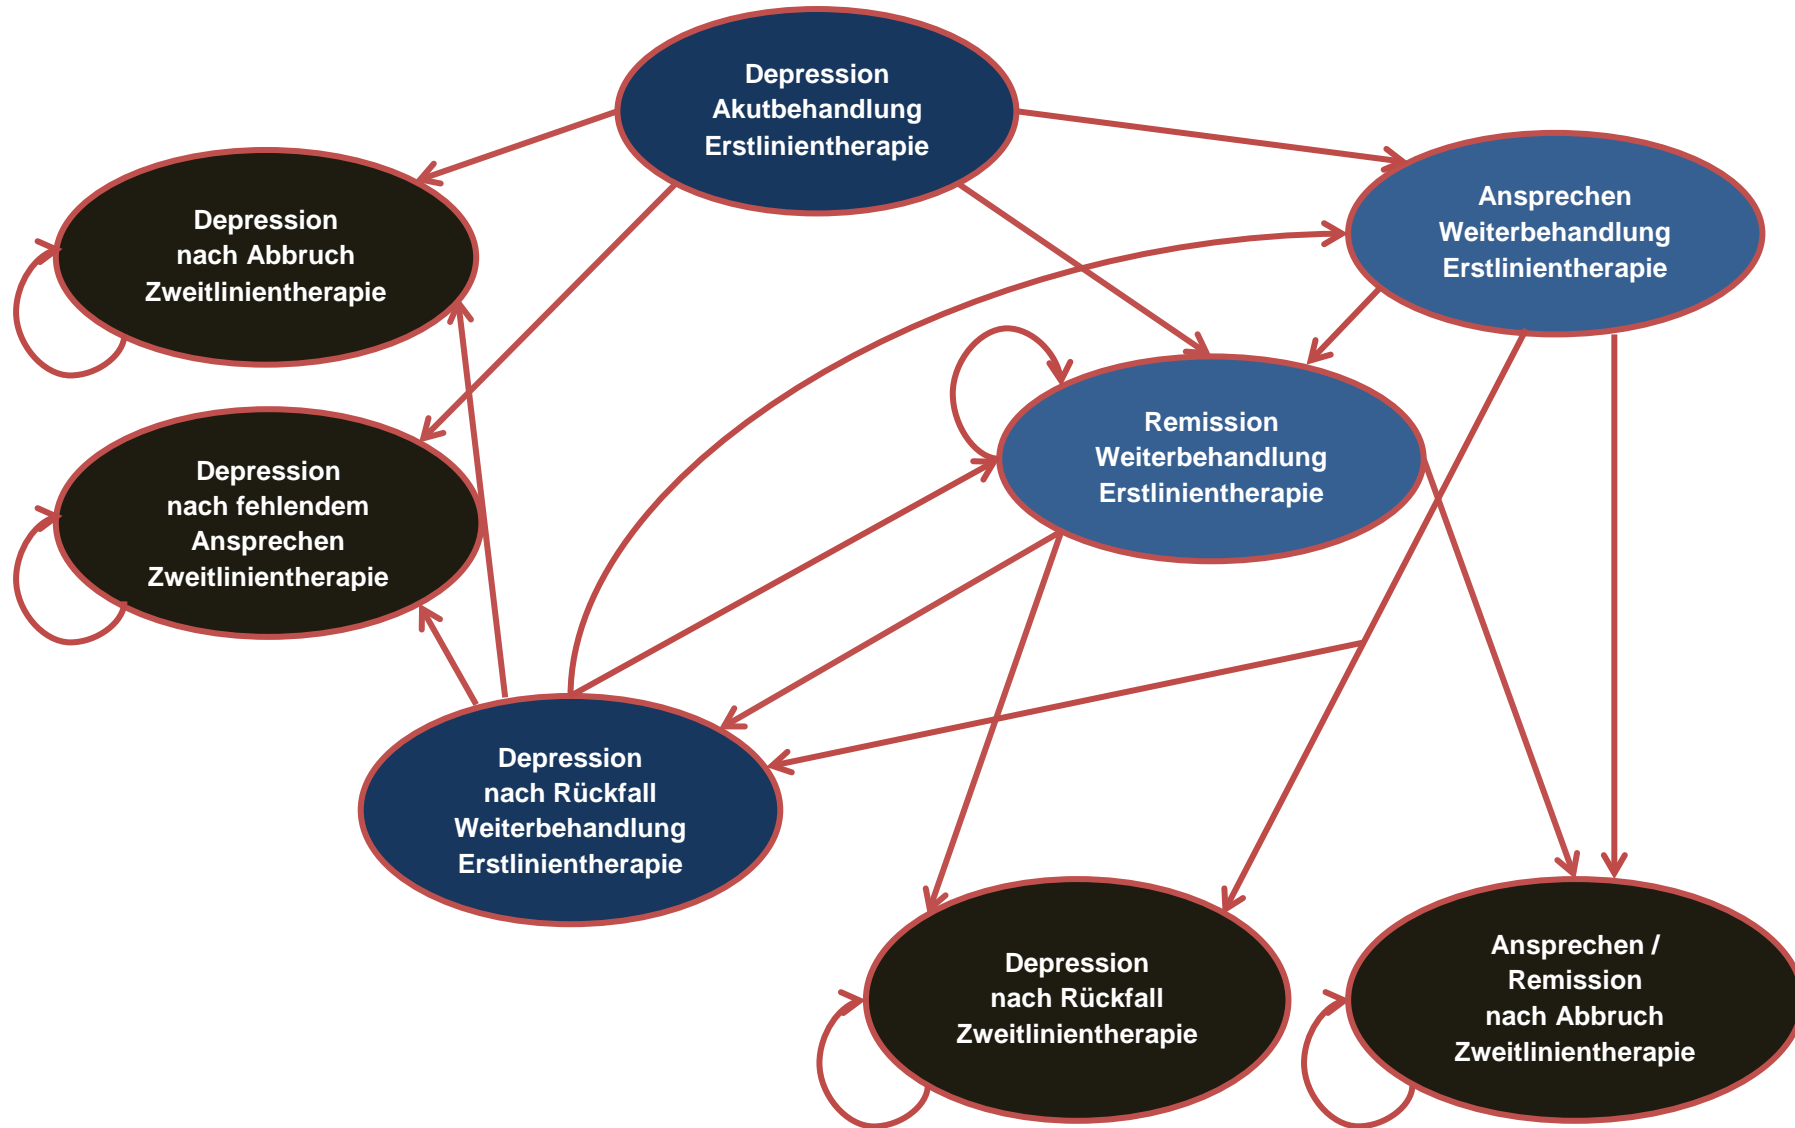 Depression
Akutbehandlung
Erstlinientherapie
Ansprechen
Weiterbehandlung
Erstlinientherapie
Depression
nach Abbruch
Zweitlinientherapie
Remission
Weiterbehandlung
Erstlinientherapie
Depression
nach fehlendem
Ansprechen
Zweitlinientherapie
Depression
nach Rückfall
Weiterbehandlung
Erstlinientherapie
Depression
nach Rückfall
Zweitlinientherapie
Ansprechen /
Remission
nach Abbruch
Zweitlinientherapie